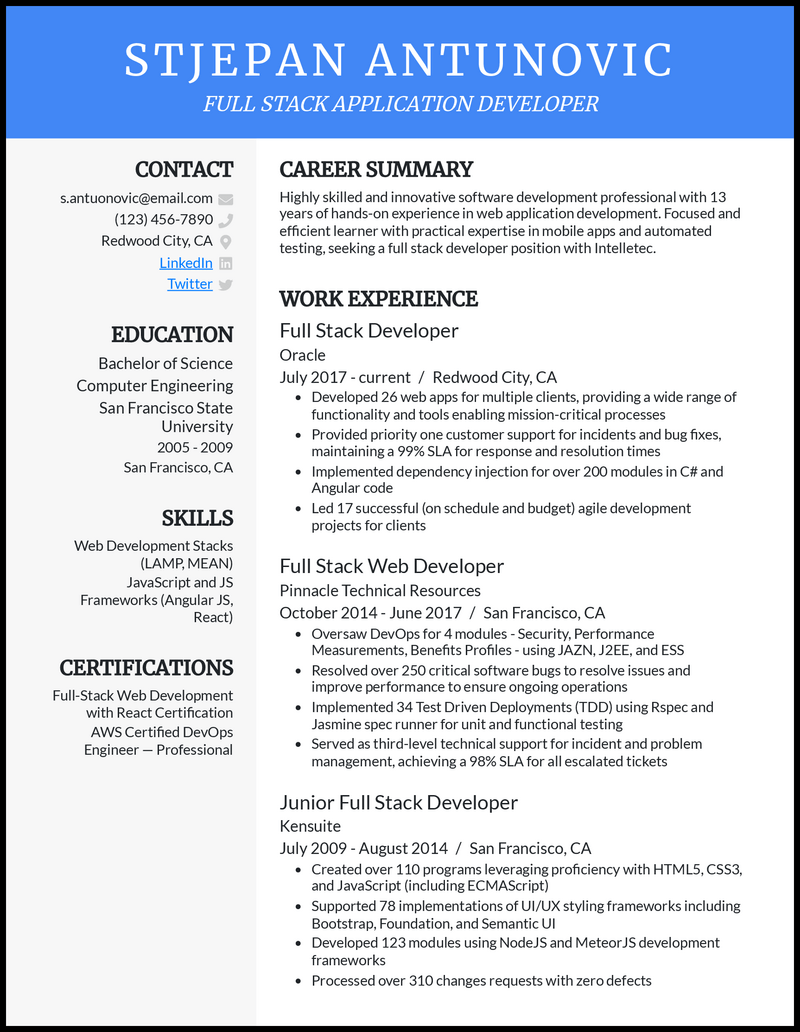 STJEPAN ANTUNOVIC
FULL STACK APPLICATION DEVELOPER
CONTACT
s.antuonovic@email.com
(123) 456-7890
Redwood City, CA
LinkedIn
Twitter
EDUCATION
Bachelor of Science
Computer Engineering
San Francisco State
University
2005 - 2009
San Francisco, CA
SKILLS
Web Development Stacks
(LAMP, MEAN)
JavaScript and JS
Frameworks (Angular JS,
React)
CERTIFICATIONS
Full-Stack Web Development
with React Certification
AWS Certified DevOps
Engineer — Professional
CAREER SUMMARY
Highly skilled and innovative software development professional with 13
years of hands-on experience in web application development. Focused and
efficient learner with practical expertise in mobile apps and automated
testing, seeking a full stack developer position with Intelletec.
WORK EXPERIENCE
Full Stack Developer
Oracle
July 2017 - current / Redwood City, CA
• Developed 26 web apps for multiple clients, providing a wide range of
functionality and tools enabling mission-critical processes
• Provided priority one customer support for incidents and bug fixes,
maintaining a 99% SLA for response and resolution times
• Implemented dependency injection for over 200 modules in C# and
Angular code
• Led 17 successful (on schedule and budget) agile development
projects for clients
Full Stack Web Developer
Pinnacle Technical Resources
October 2014 - June 2017 / San Francisco, CA
• Oversaw DevOps for 4 modules - Security, Performance
Measurements, Benefits Profiles - using JAZN, J2EE, and ESS
• Resolved over 250 critical software bugs to resolve issues and
improve performance to ensure ongoing operations
• Implemented 34 Test Driven Deployments (TDD) using Rspec and
Jasmine spec runner for unit and functional testing
• Served as third-level technical support for incident and problem
management, achieving a 98% SLA for all escalated tickets
Junior Full Stack Developer
Kensuite
July 2009 - August 2014 / San Francisco, CA
• Created over 110 programs leveraging proficiency with HTML5, CSS3,
and JavaScript (including ECMAScript)
• Supported 78 implementations of UI/UX styling frameworks including
Bootstrap, Foundation, and Semantic UI
• Developed 123 modules using NodeJS and MeteorJS development
frameworks
• Processed over 310 changes requests with zero defects